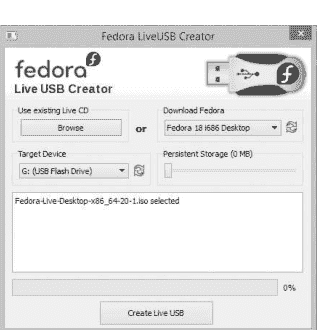 Fedora LiveUSB Creator
fedora
Live USB Creator
Use existing Live CD
Browse
or
Download Fedora
Fedora 18 i686 Desktop
Target Device
G: (USB Flash Drive)
Persistent Storage (0 MB)
Fedora-Live-Desktop-x86_64-20-1.iso selected
0%
Create Live USB